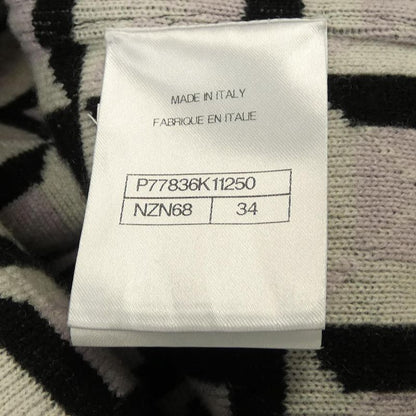 MADE IN ITALY
FABRIQUE EN ITALIE
P77836K11250
NZN68 34